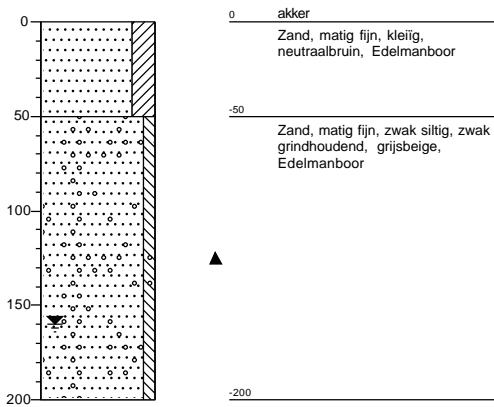 0
50
100
150
200
0 akker
Zand, matig fijn, kleiïg,
neutraalbruin, Edelmanboor
-50
Zand, matig fijn, zwak siltig, zwak
grindhoudend, grijsbeige,
Edelmanboor
-200